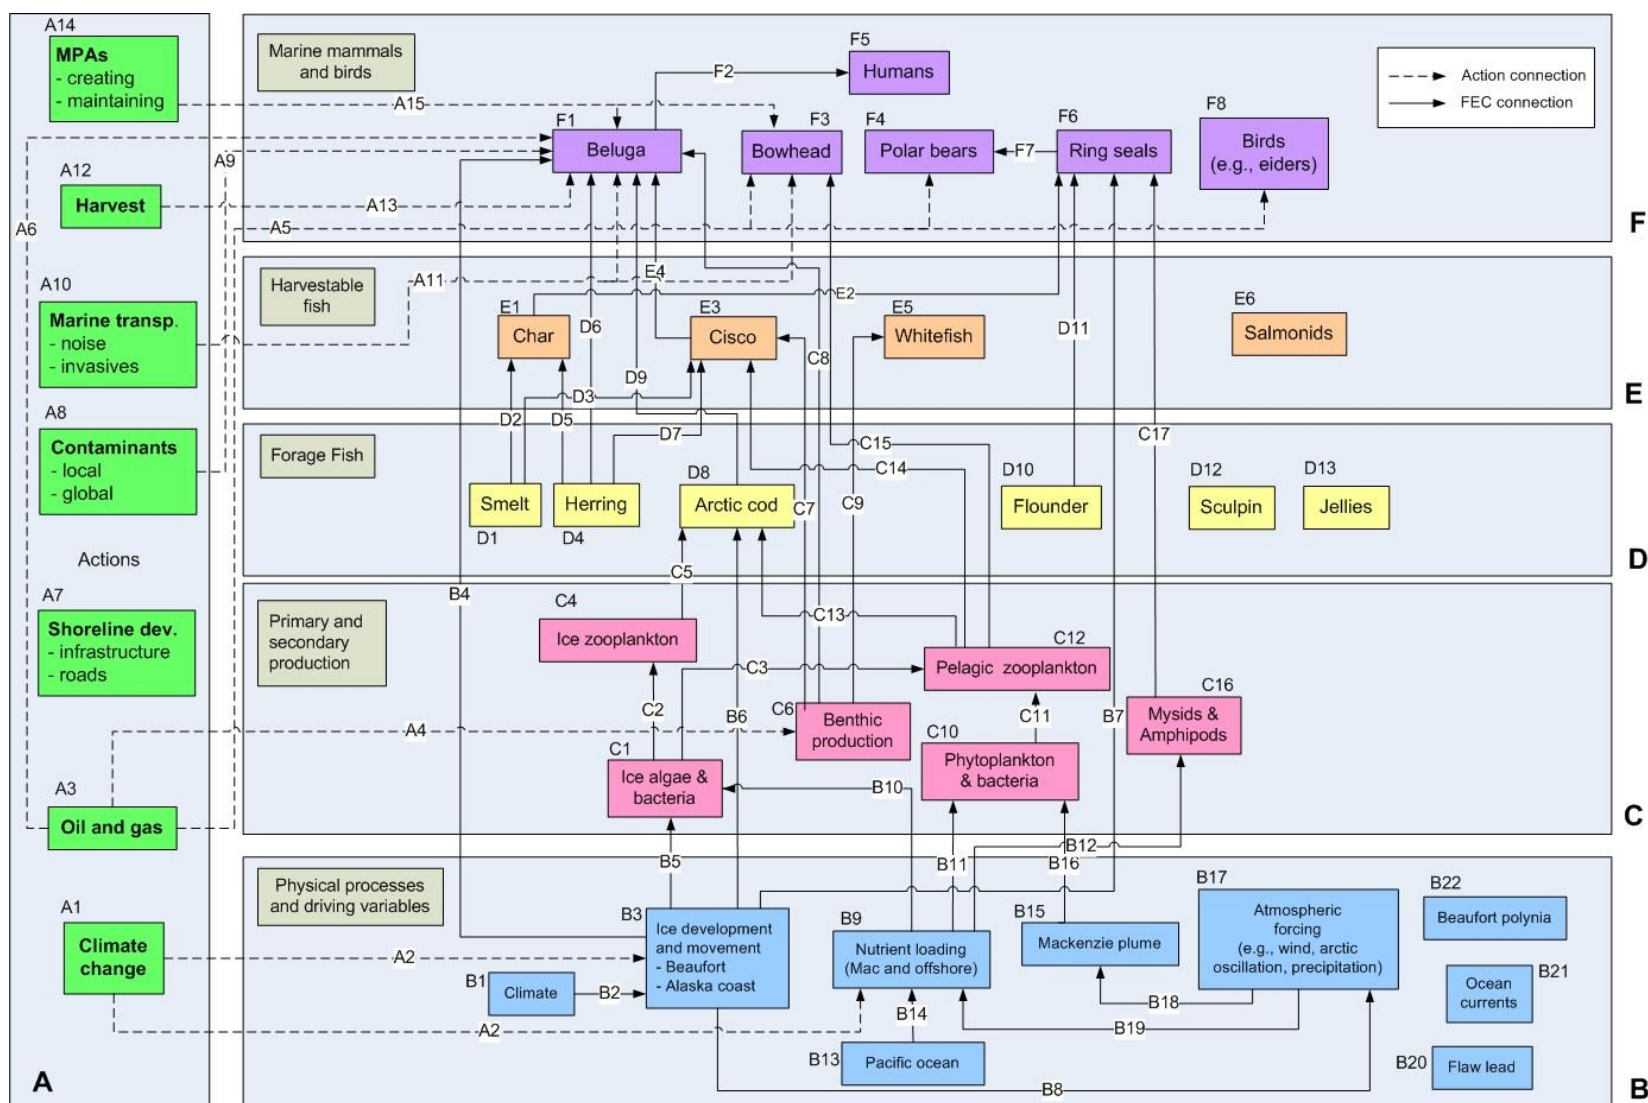 A14
MPAs
- creating
- maintaining
A15
A6
A9
A12
Harvest
A13
A5
A10
Marine transp.
- noise
- invasives
A11
A8
Contaminants
- local
- global
Actions
A7
Shoreline dev.
- infrastructure
- roads
A4
A3
Oil and gas
A1
Climate
change
A2
A2
A
Marine mammals
and birds
F5
Humans
F2
Action connection
FEC connection
F1
Beluga
F3
Bowhead
F4
Polar bears
F7
F6
Ring seals
F8
Birds
(e.g., eiders)
F
Harvestable
fish
E4
E2
E1
Char
D6
E3
Cisco
C8
E5
Whitefish
D11
E6
Salmonids
D9
D3
D2
D5
E
Forage Fish
D7
C15
C14
C17
D8
Arctic cod
Smelt
D1
Herring
D4
C7
C9
D10
Flounder
D12
Sculpin
D13
Jellies
C5
D
B4
Primary and
secondary
production
C4
Ice zooplankton
C13
C12
Pelagic zooplankton
C3
C2
B6
C6
Benthic
production
C11
B7
C16
Mysids &
Amphipods
C10
Phytoplankton
& bacteria
C1
Ice algae &
bacteria
B10
C
B5
B11
B12
B16
Physical processes
and driving variables
B3
Ice development
and movement
- Beaufort
- Alaska coast
B1
Climate
B2
B9
Nutrient loading
(Mac and offshore)
B15
Mackenzie plume
B17
Atmospheric
forcing
(e.g., wind, arctic
oscillation, precipitation)
B22
Beaufort polynia
B21
Ocean
currents
B18
B14
B19
B13
Pacific ocean
B20
Flaw lead
B8
B